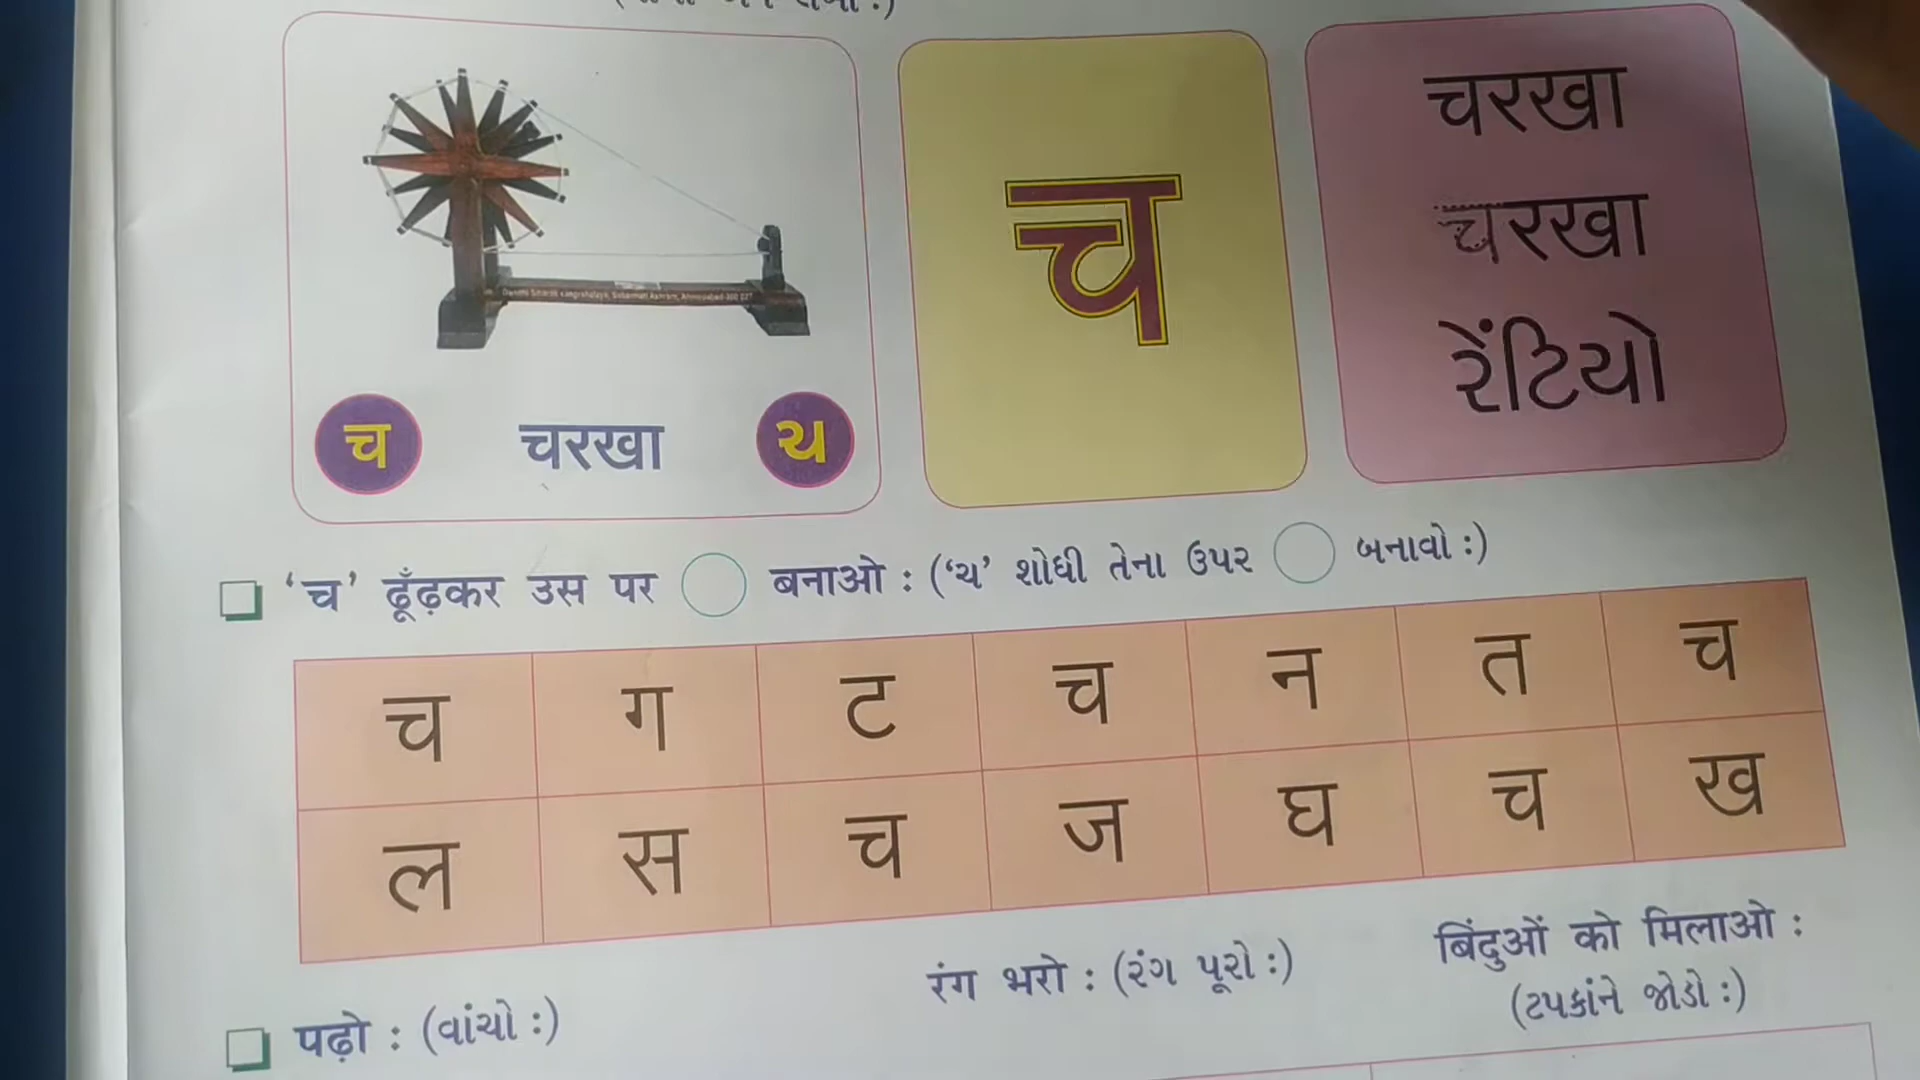 च चरखा ચ
च
चरखा
चरखा
રેંટિયો
‘च’ ढूँढ़कर उस पर बनाओ : (‘ચ’ શોધી તેના ઉપર બનાવો :)
च ग ट च न त च
ल स च ज घ च ख
पढ़ो : (વાંચો :)
रंग भरो : (રંગ પૂરો :)
बिंदुओं को मिलाओ :
(ટપકાંને જોડો :)